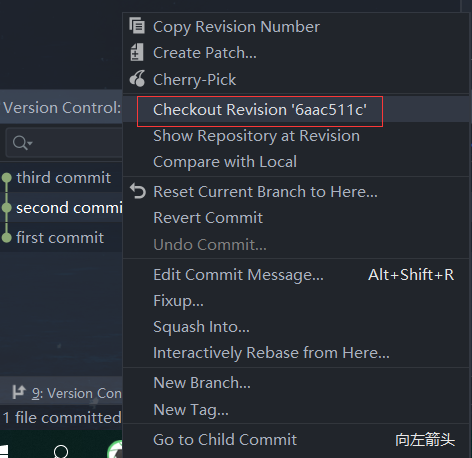 Copy Revision Number
Create Patch...
Cherry-Pick
Version Control:
Checkout Revision '6aac511c'
Show Repository at Revision
Compare with Local
third commit
Reset Current Branch to Here...
second commi
Revert Commit
first commit
Undo Commit...
Edit Commit Message... Alt+Shift+R
Fixup...
Squash Into...
Interactively Rebase from Here...
9: Version Con
New Branch...
1 file committed
New Tag...
Go to Child Commit 向左箭头